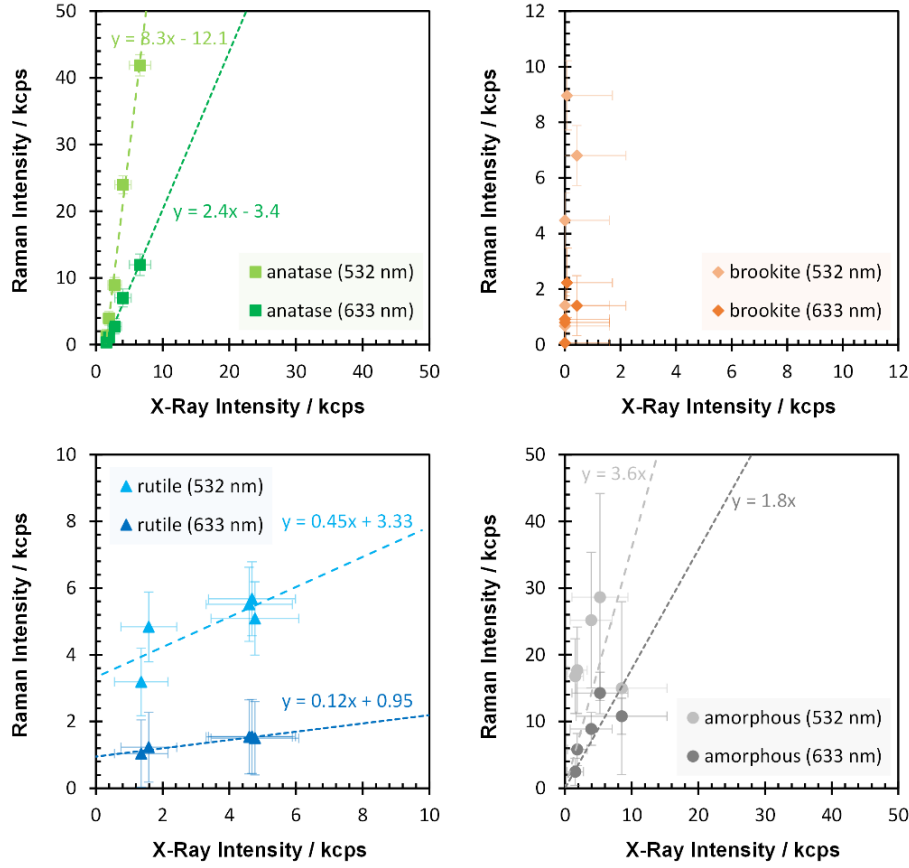 50
40
30
20
10
0
Raman Intensity / kcps
y = 8.3x - 12.1
y = 2.4x - 3.4
anatase (532 nm)
anatase (633 nm)
0 10 20 30 40 50
X-Ray Intensity / kcps
12
10
8
6
4
2
0
Raman Intensity / kcps
brookite (532 nm)
brookite (633 nm)
0 2 4 6 8 10 12
X-Ray Intensity / kcps
10
8
6
4
2
0
Raman Intensity / kcps
rutile (532 nm)
rutile (633 nm)
y = 0.45x + 3.33
y = 0.12x + 0.95
0 2 4 6 8 10
X-Ray Intensity / kcps
50
40
30
20
10
0
Raman Intensity / kcps
y = 3.6x
y = 1.8x
amorphous (532 nm)
amorphous (633 nm)
0 10 20 30 40 50
X-Ray Intensity / kcps